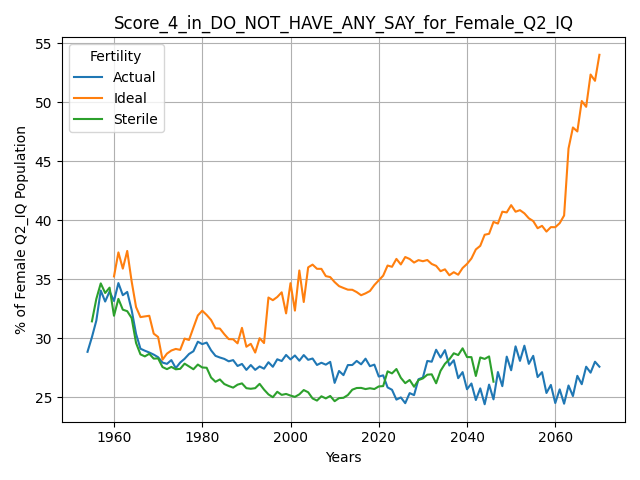 Score_4_in_DO_NOT_HAVE_ANY_SAY_for_Female_Q2_IQ
Fertility
Actual
Ideal
Sterile
% of Female Q2_IQ Population
55
50
45
40
35
30
25
1960
1980
2000
2020
2040
2060
Years